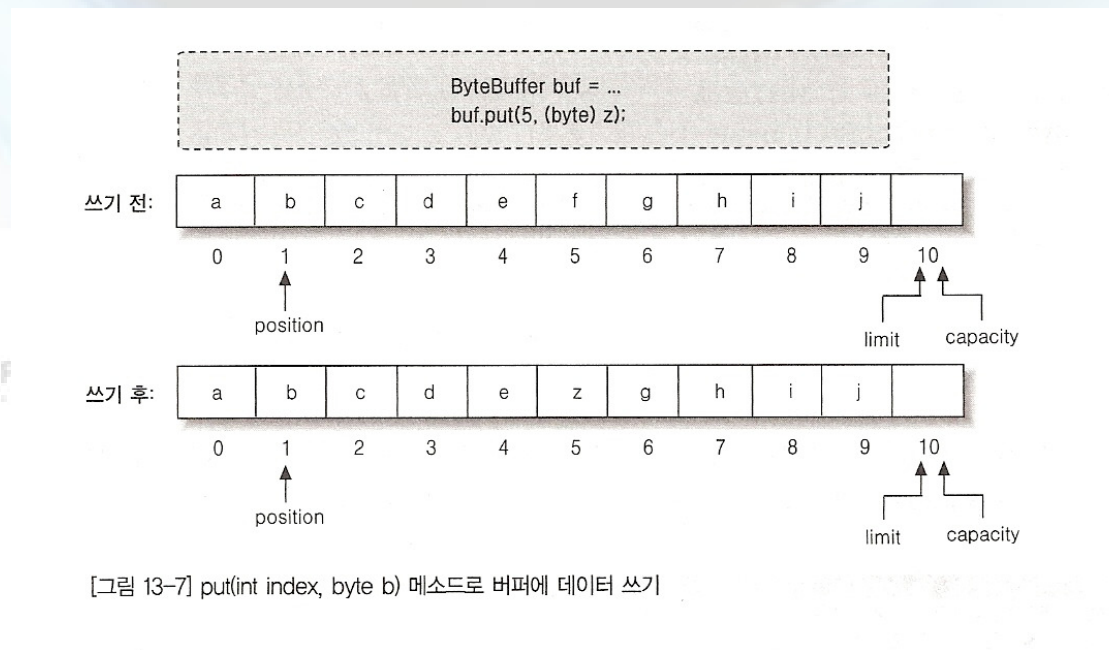 ByteBuffer buf = ...
buf.put(5, (byte) z);
쓰기 전:
a b c d e f g h i j
0 1 2 3 4 5 6 7 8 9 10
position
limit capacity
쓰기 후:
a b c d e z g h i j
0 1 2 3 4 5 6 7 8 9 10
position
limit capacity
[그림 13-7] put(int index, byte b) 메소드로 버퍼에 데이터 쓰기